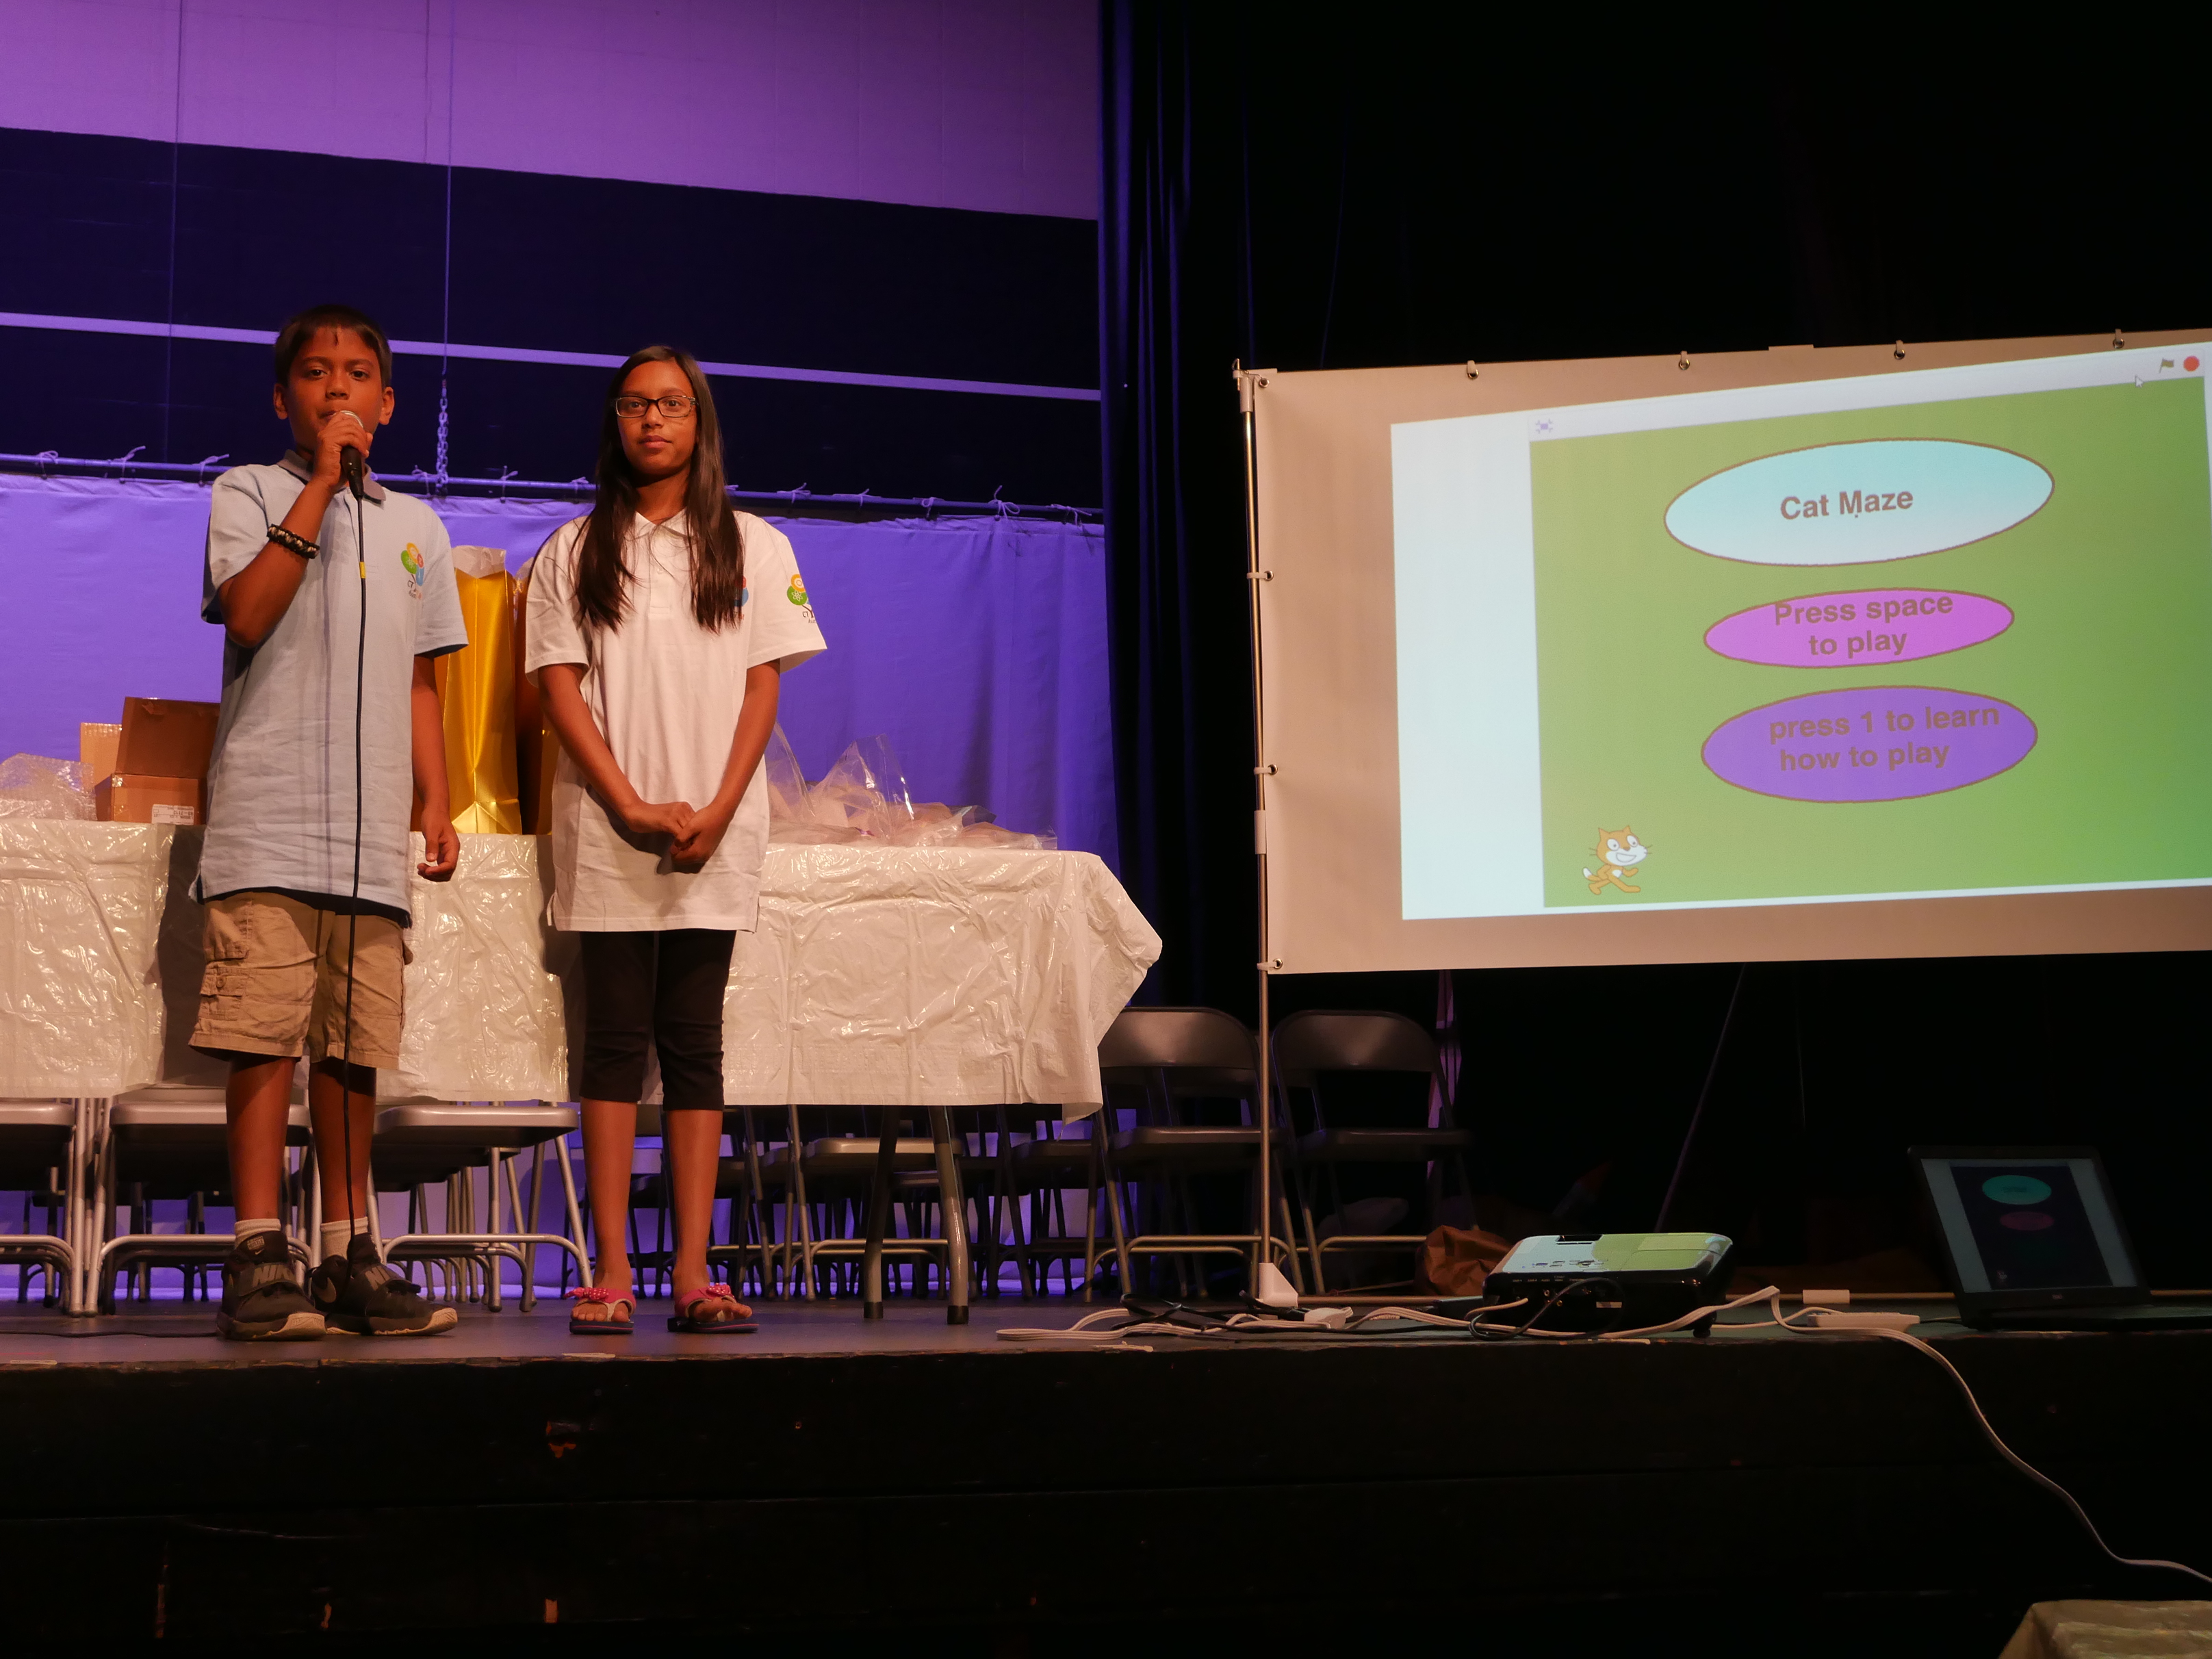 Cat Maze
Press space
to play
press 1 to learn
how to play